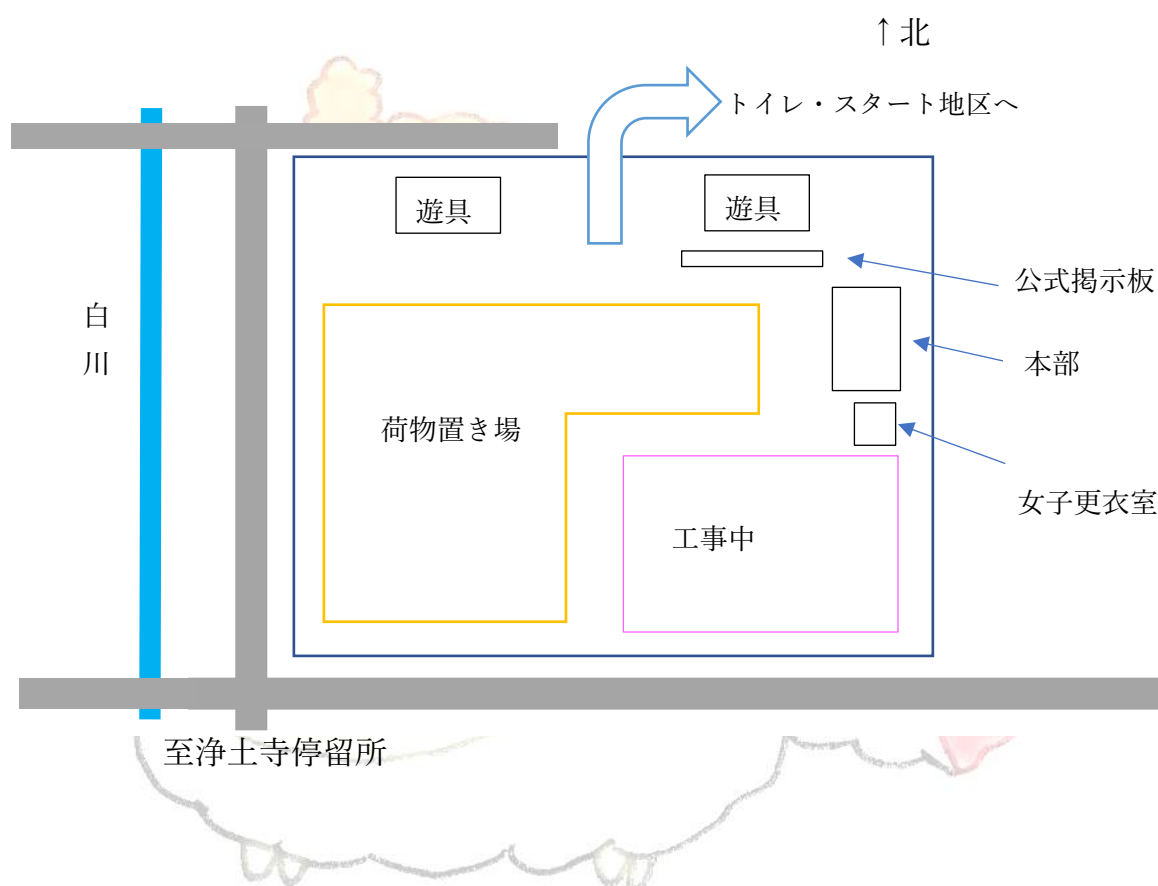 ↑北
トイレ・スタート地区へ
遊具
遊具
公式掲示板
白
川
本部
荷物置き場
女子更衣室
工事中
至浄土寺停留所